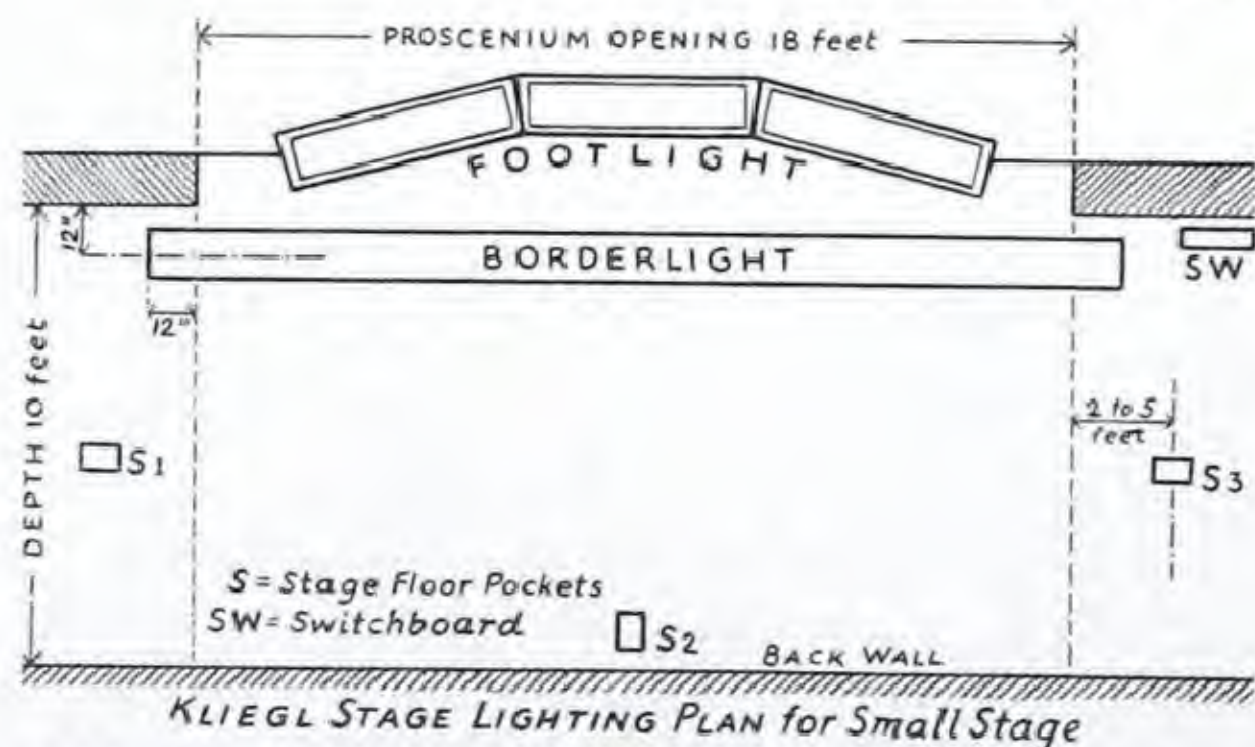 PROSCENIUM OPENING 18 feet
FOOTLIGHT
12"
BORDERLIGHT
SW
12"
DEPTH 10 feet
2 to 5
feet
S1
S3
S = Stage Floor Pockets
SW = Switchboard
S2
BACK WALL
KLIEGL STAGE LIGHTING PLAN for Small Stage